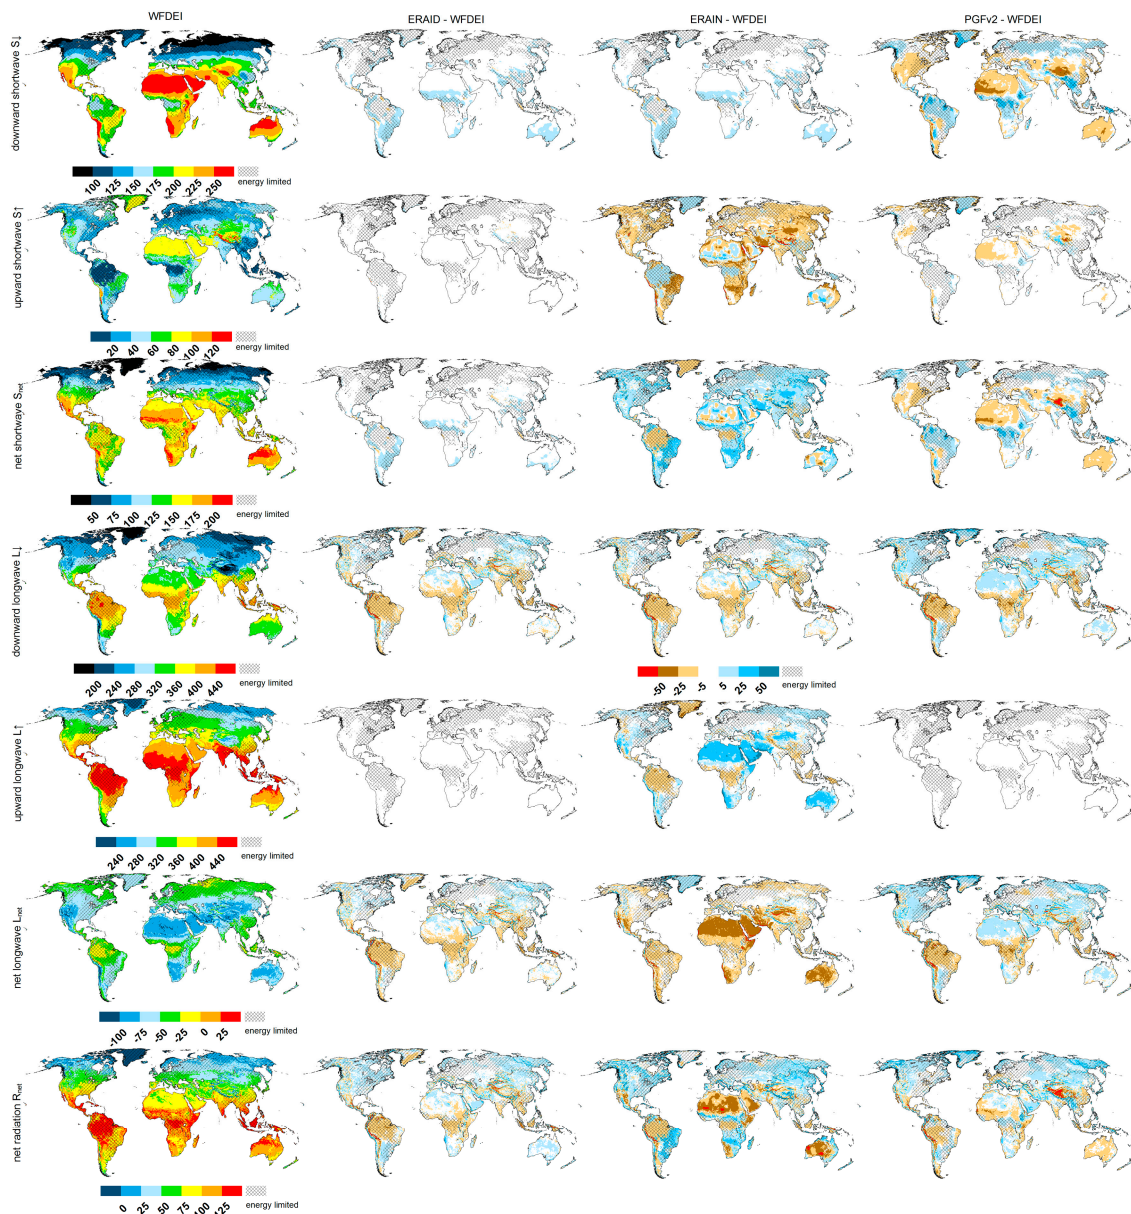 WFDEI
ERAID - WFDEI
ERAIN - WFDEI
PGFv2 - WFDEI
downward shortwave S↓
100 125 150 175 200 225 250
energy limited
upward shortwave S↑
20 40 60 80 100 120
energy limited
net shortwave Snet
50 75 100 125 150 175 200
energy limited
downward longwave L↓
200 240 280 320 360 400 440
energy limited
-50 -25 -5 5 25 50
energy limited
upward longwave L↑
240 280 320 360 400 440
energy limited
net longwave Lnet
-100 -75 -50 -25 0 25
energy limited
net radation Rnet
0 25 50 75 100 125
energy limited